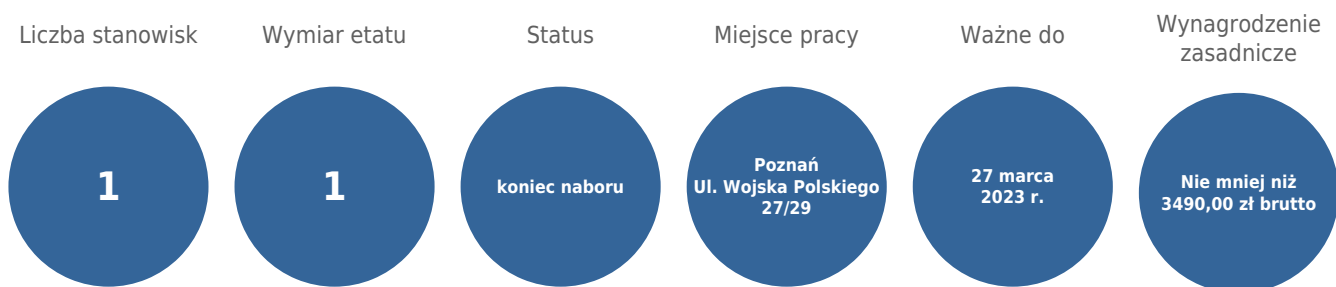 Liczba stanowisk
1
Wymiar etatu
1
Status
koniec naboru
Miejsce pracy
Poznań
Ul. Wojska Polskiego
27/29
Ważne do
27 marca
2023 r.
Wynagrodzenie
zasadnicze
Nie mniej niż
3490,00 zł brutto